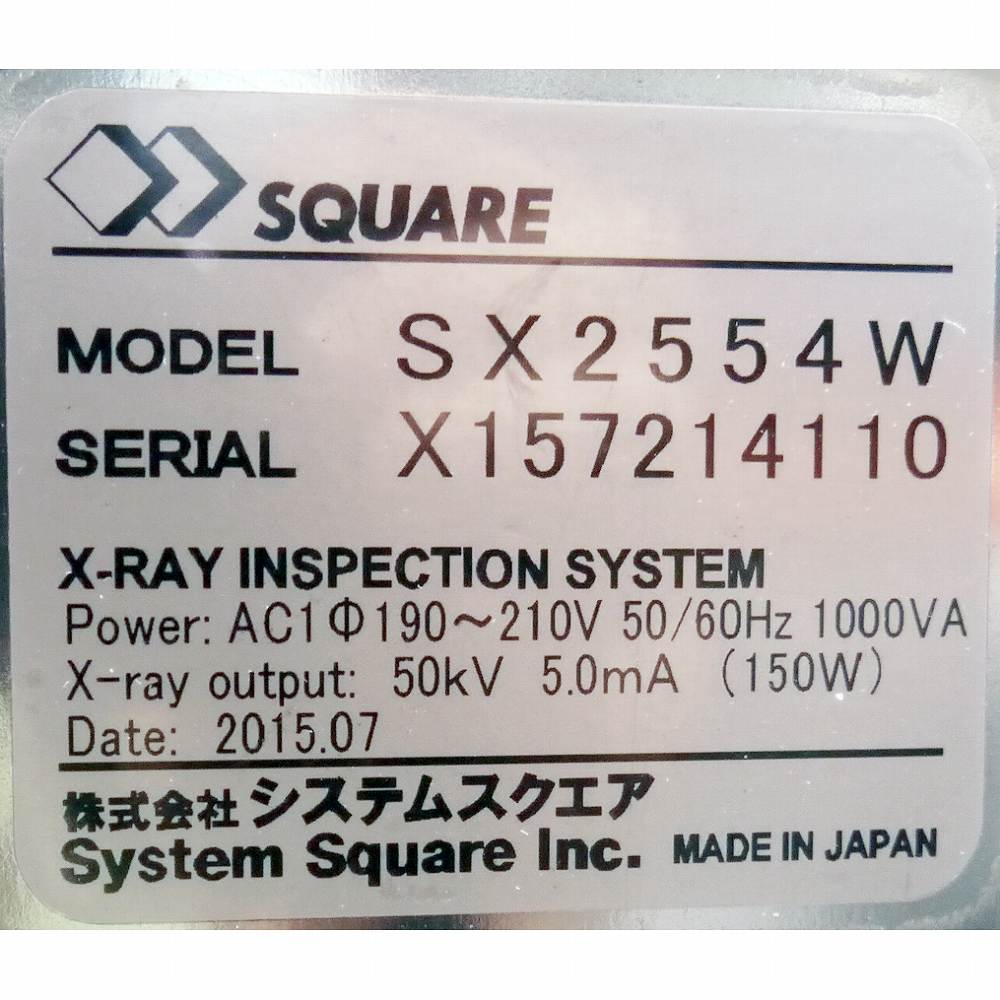 SQUARE
MODEL SX2554W
SERIAL X157214110
X-RAY INSPECTION SYSTEM
Power: AC1Φ190～210V 50/60Hz 1000VA
X-ray output: 50kV 5.0mA (150W)
Date: 2015.07
株式会社システムスクエア
System Square Inc. MADE IN JAPAN